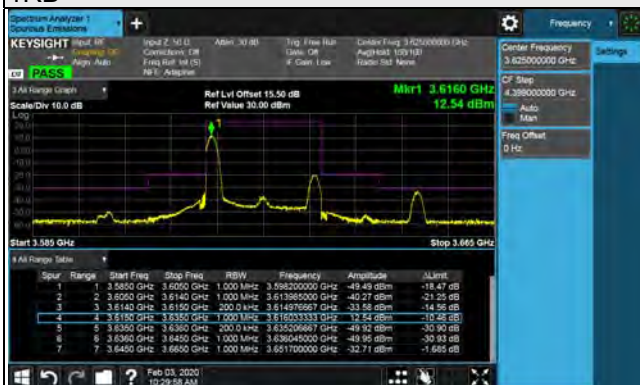 Spectrum Analyzer 1
Spurious Emissions
Frequency
KEYSIGHT
Input: RF
Coupling: DC
Align: Auto
Input Z: 50 Ω
Corrections: Off
Freq Ref: Int (S)
NFE: Adaptive
Atten: 30 dB
Trig: Free Run
Gate: Off
IF Gain: Low
Center Freq: 3.625000000 GHz
Avg|Hold: 100/100
Radio Std: None
PASS
Center Frequency
3.625000000 GHz
Settings
CF Step
4.399000000 GHz
Auto
Man
Freq Offset
0 Hz
3 All Range Graph
Scale/Div 10.0 dB
Ref Lvl Offset 15.50 dB
Ref Value 30.00 dBm
Mkr1 3.6160 GHz
12.54 dBm
Log
1
Start 3.585 GHz
Stop 3.665 GHz
All Range Table
Spur Range Start Freq Stop Freq RBW Frequency Amplitude ΔLimit
1 1 3.5850 GHz 3.6050 GHz 1.000 MHz 3.598200000 GHz -49.49 dBm -18.47 dB
2 2 3.6050 GHz 3.6140 GHz 1.000 MHz 3.613985000 GHz -40.27 dBm -21.25 dB
3 3 3.6140 GHz 3.6150 GHz 200.0 kHz 3.614976667 GHz -33.58 dBm -14.56 dB
4 4 3.6150 GHz 3.6350 GHz 1.000 MHz 3.616033333 GHz 12.54 dBm -10.46 dB
5 5 3.6350 GHz 3.6360 GHz 200.0 kHz 3.635206667 GHz -49.92 dBm -30.90 dB
6 6 3.6360 GHz 3.6450 GHz 1.000 MHz 3.636045000 GHz -49.95 dBm -30.93 dB
7 7 3.6450 GHz 3.6650 GHz 1.000 MHz 3.651700000 GHz -32.71 dBm -1.685 dB
?
Feb 03, 2020
10:29:58 AM